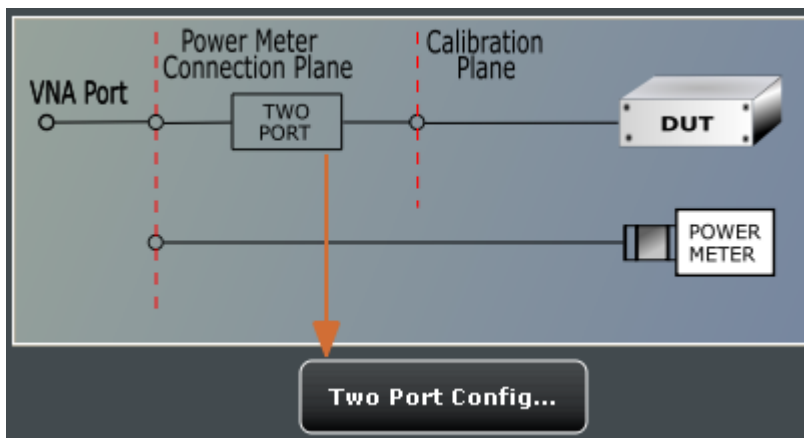 Power Meter
Connection Plane
Calibration
Plane
VNA Port
TWO
PORT
DUT
POWER
METER
Two Port Config...